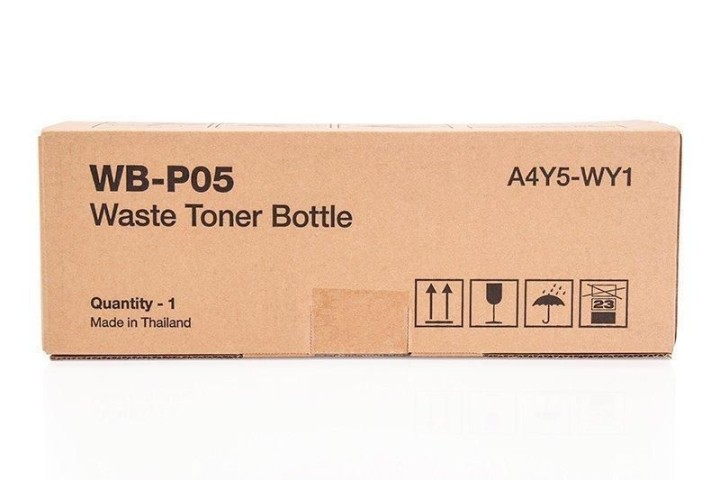 WB-P05
A4Y5-WY1
Waste Toner Bottle
Quantity - 1
Made in Thailand
23